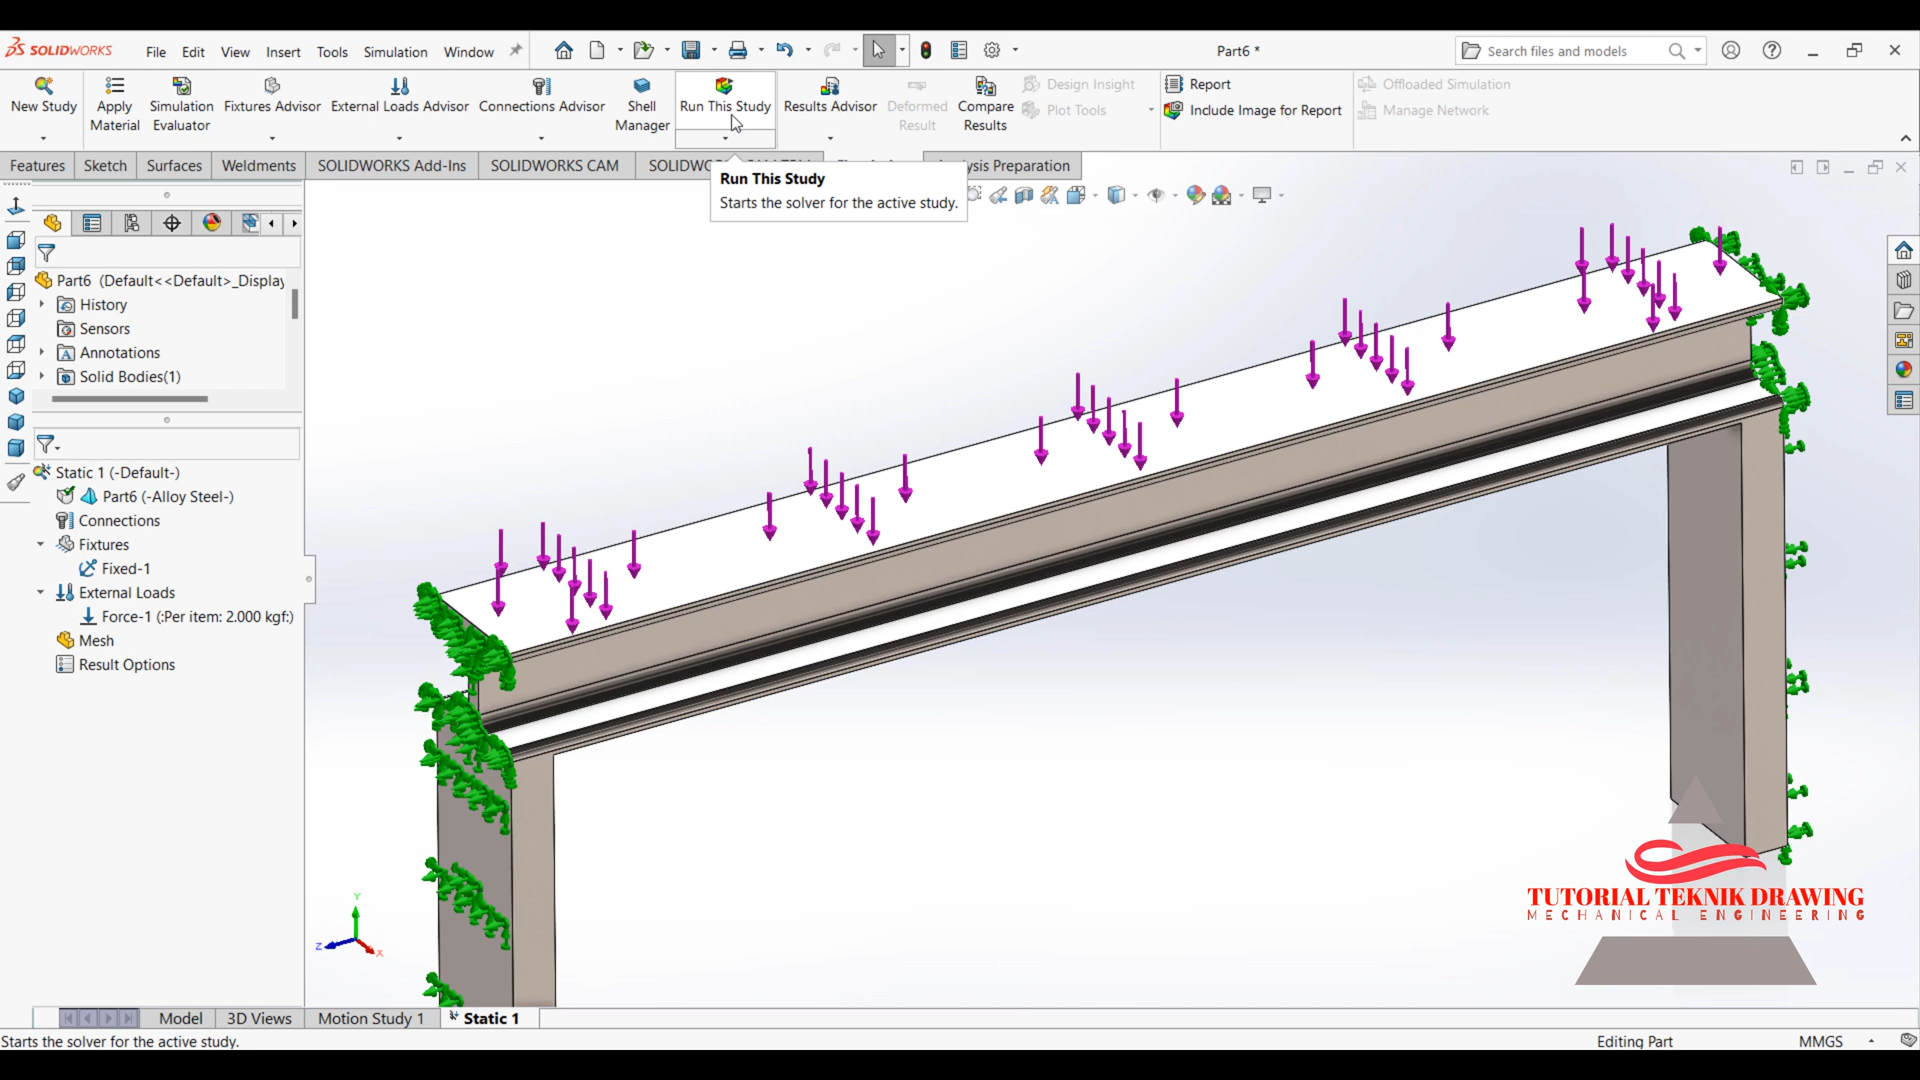 SOLIDWORKS
File Edit View Insert Tools Simulation Window
Part6 *
Search files and models
New Study
Apply Material
Simulation Evaluator
Fixtures Advisor
External Loads Advisor
Connections Advisor
Shell Manager
Run This Study
Results Advisor
Deformed Result
Compare Results
Design Insight
Plot Tools
Report
Include Image for Report
Offloaded Simulation
Manage Network
Features Sketch Surfaces Weldments SOLIDWORKS Add-Ins SOLIDWORKS CAM
Run This Study
Starts the solver for the active study.
Part6 (Default<<Default>_Display
History
Sensors
Annotations
Solid Bodies(1)
Static 1 (-Default-)
Part6 (-Alloy Steel-)
Connections
Fixtures
Fixed-1
External Loads
Force-1 (:Per item: 2.000 kgf:)
Mesh
Result Options
Y
Z
X
TUTORIAL TEKNIK DRAWING
MECHANICAL ENGINEERING
Model 3D Views Motion Study 1 Static 1
Starts the solver for the active study.
Editing Part
MMGS